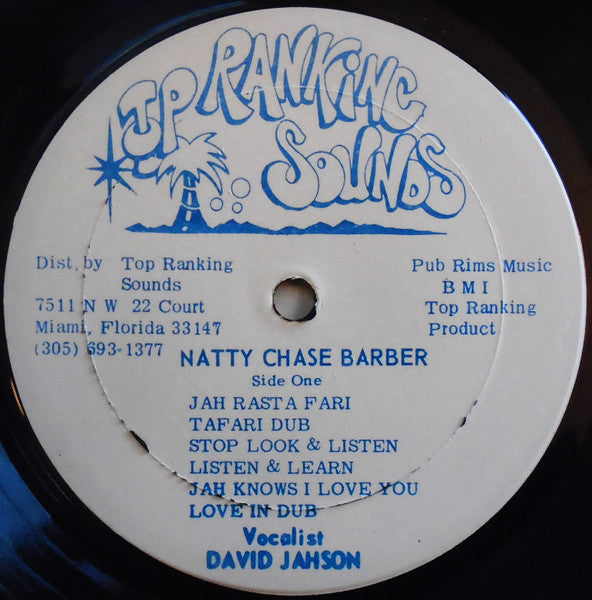 TOP RANKING
SOUNDS
Dist. by Top Ranking
Sounds
7511 N W 22 Court
Miami, Florida 33147
(305) 693-1377
Pub Rims Music
B M I
Top Ranking
Product
NATTY CHASE BARBER
Side One
JAH RASTA FARI
TAFARI DUB
STOP LOOK & LISTEN
LISTEN & LEARN
JAH KNOWS I LOVE YOU
LOVE IN DUB
Vocalist
DAVID JAHSON